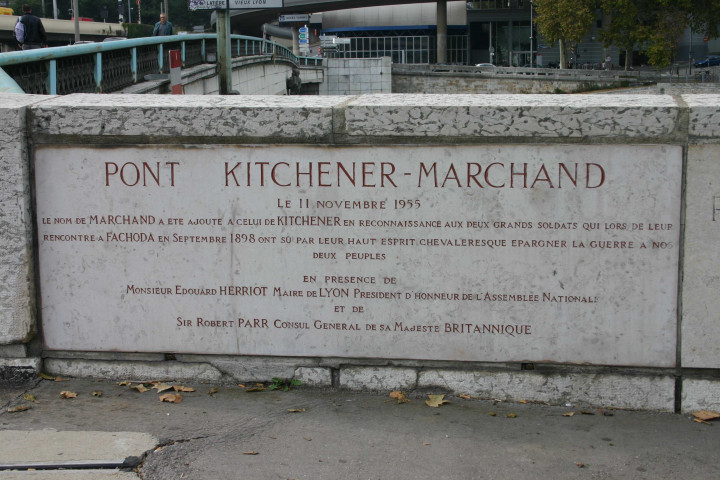 LYON
VIEUX LYON
PONT KITCHENER-MARCHAND
LE 11 NOVEMBRE 1955
LE NOM DE MARCHAND A ETE AJOUTE A CELUI DE KITCHENER EN RECONNAISSANCE AUX DEUX GRANDS SOLDATS QUI LORS DE LEUR
RENCONTRE A FACHODA EN SEPTEMBRE 1898 ONT SU PAR LEUR HAUT ESPRIT CHEVALERESQUE EPARGNER LA GUERRE A NOS
DEUX PEUPLES
EN PRESENCE DE
MONSIEUR EDOUARD HERRIOT MAIRE DE LYON PRESIDENT D'HONNEUR DE L'ASSEMBLEE NATIONALE
ET DE
SIR ROBERT PARR CONSUL GENERAL DE SA MAJESTE BRITANNIQUE